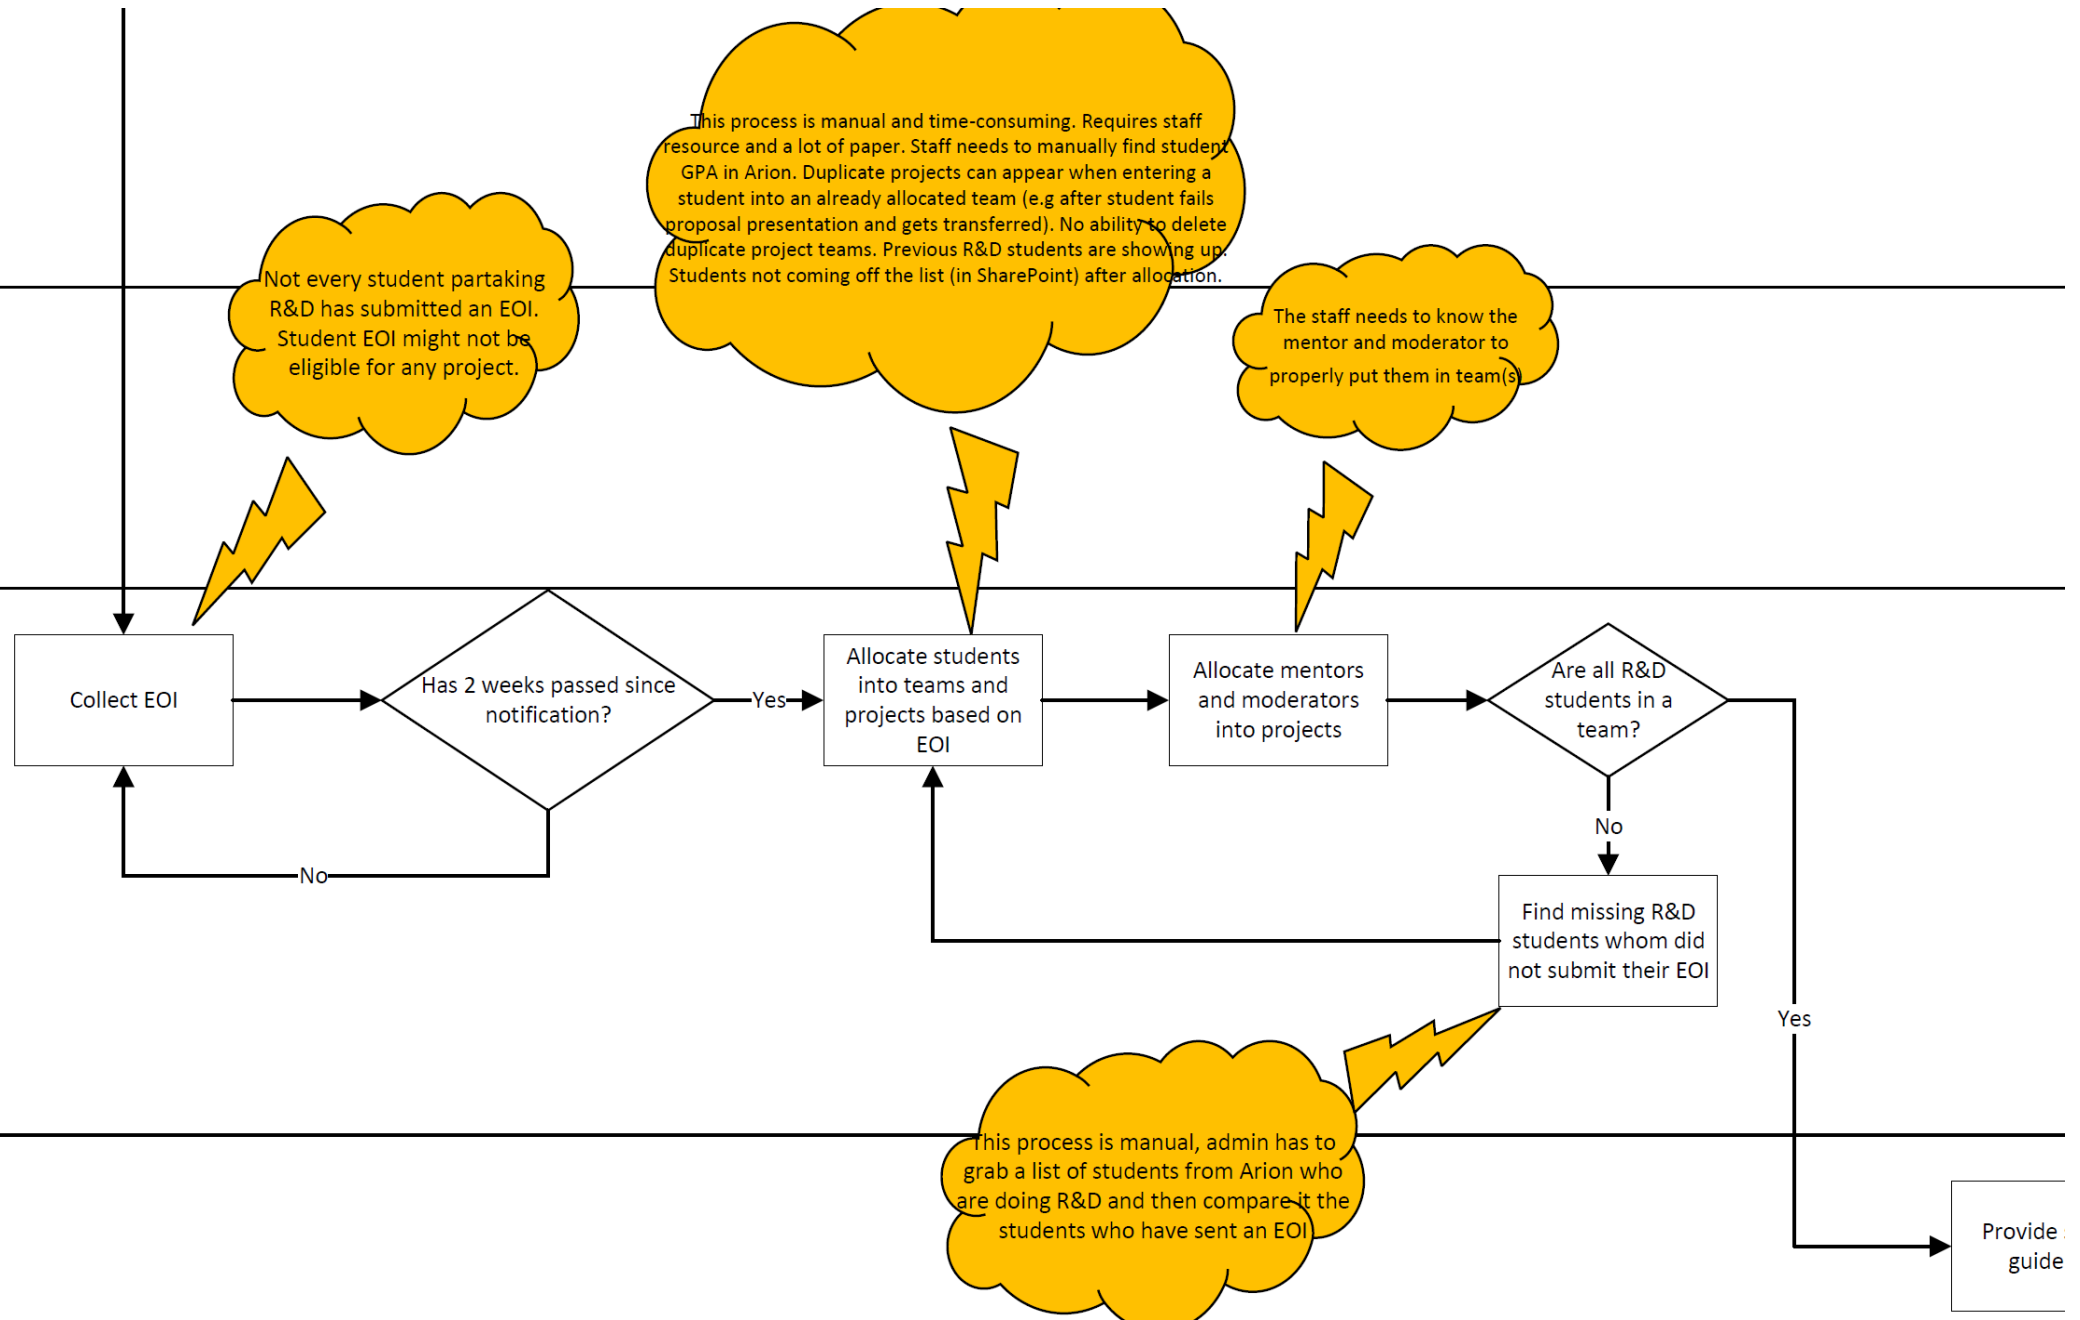 This process is manual and time-consuming. Requires staff
resource and a lot of paper. Staff needs to manually find student
GPA in Arion. Duplicate projects can appear when entering a
student into an already allocated team (e.g after student fails
proposal presentation and gets transferred). No ability to delete
duplicate project teams. Previous R&D students are showing up.
Students not coming off the list (in SharePoint) after allocation.
Not every student partaking
R&D has submitted an EOI.
Student EOI might not be
eligible for any project.
The staff needs to know the
mentor and moderator to
properly put them in team(s)
Collect EOI
Has 2 weeks passed since
notification?
Yes
No
Allocate students
into teams and
projects based on
EOI
Allocate mentors
and moderators
into projects
Are all R&D
students in a
team?
No
Yes
Find missing R&D
students whom did
not submit their EOI
This process is manual, admin has to
grab a list of students from Arion who
are doing R&D and then compare it the
students who have sent an EOI
Provide
guide